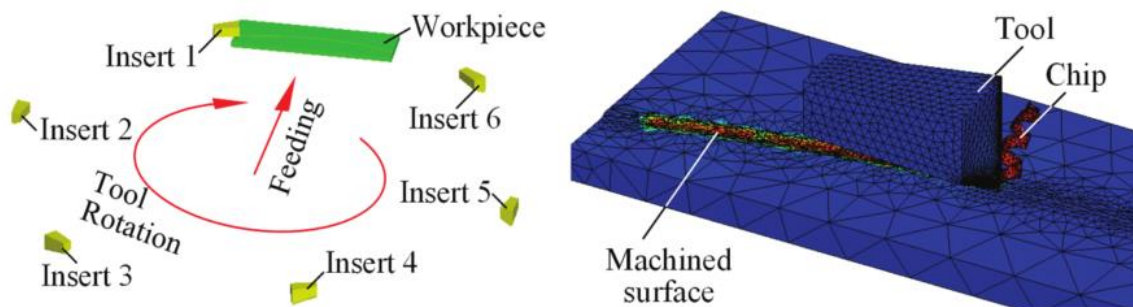 Insert 1
Workpiece
Insert 2
Insert 6
Feeding
Tool
Rotation
Insert 5
Insert 3
Insert 4
Tool
Chip
Machined
surface